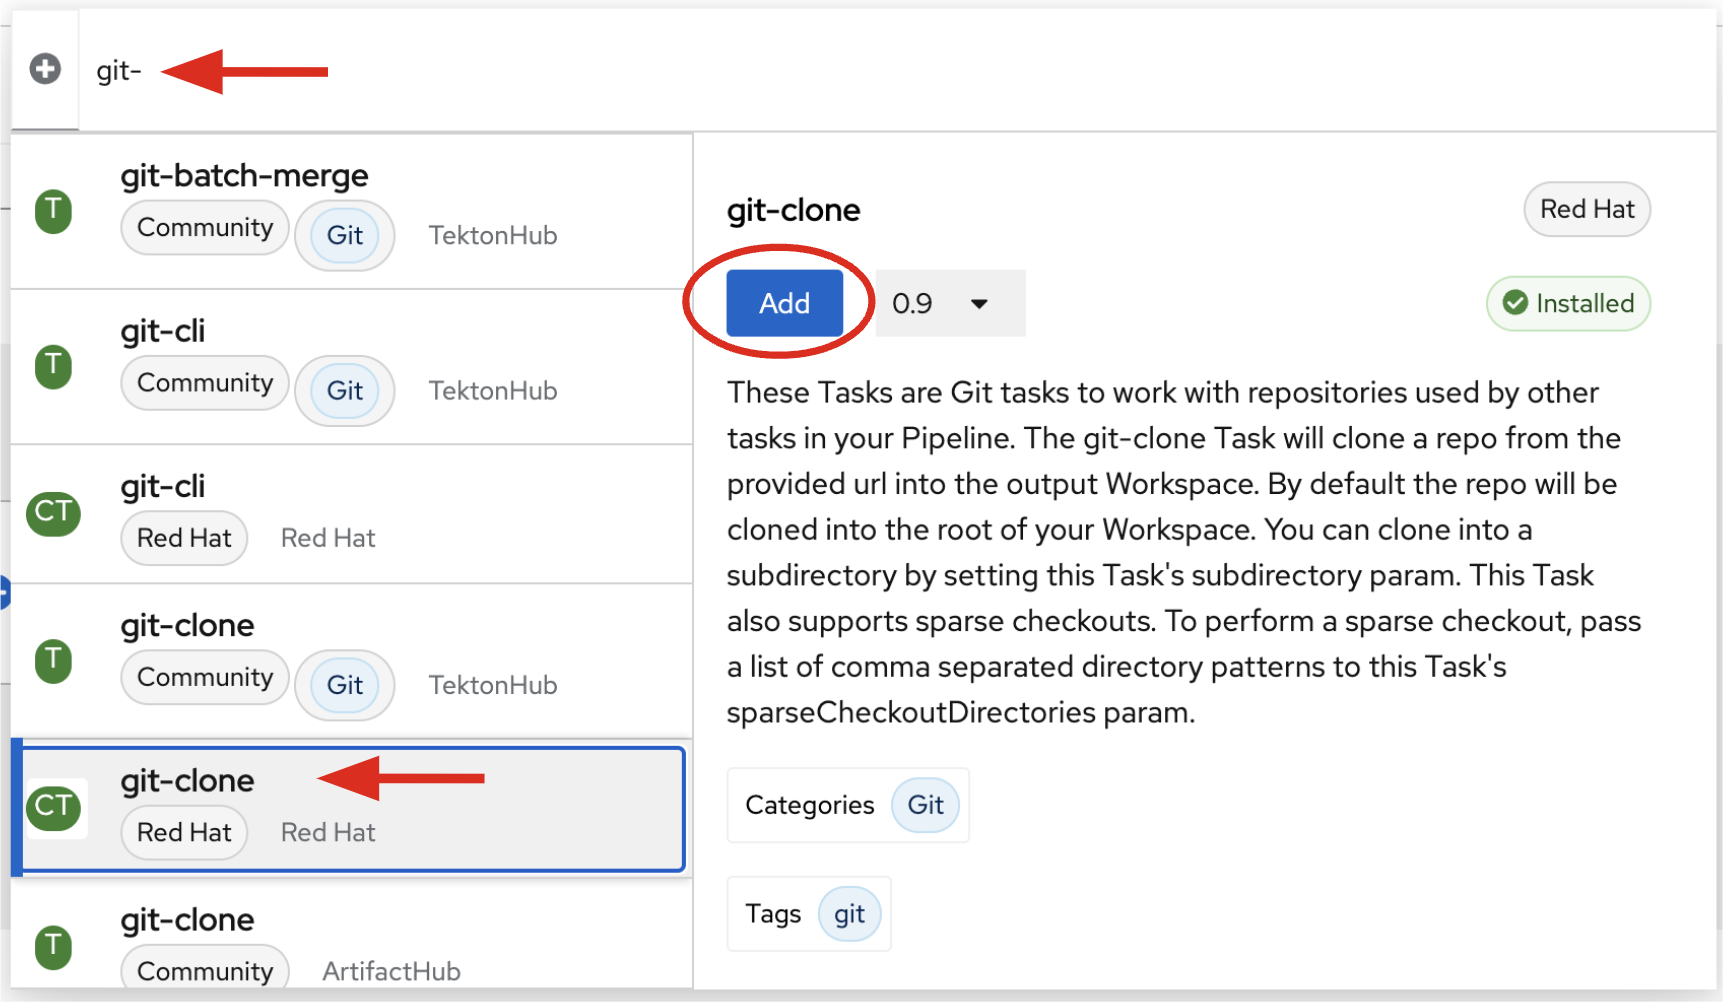 git-
T
git-batch-merge
Community Git TektonHub
T
git-cli
Community Git TektonHub
CT
git-cli
Red Hat Red Hat
T
git-clone
Community Git TektonHub
CT
git-clone
Red Hat Red Hat
T
git-clone
Community ArtifactHub
git-clone Red Hat
Add 0.9 Installed
These Tasks are Git tasks to work with repositories used by other
tasks in your Pipeline. The git-clone Task will clone a repo from the
provided url into the output Workspace. By default the repo will be
cloned into the root of your Workspace. You can clone into a
subdirectory by setting this Task's subdirectory param. This Task
also supports sparse checkouts. To perform a sparse checkout, pass
a list of comma separated directory patterns to this Task's
sparseCheckoutDirectories param.
Categories Git
Tags git